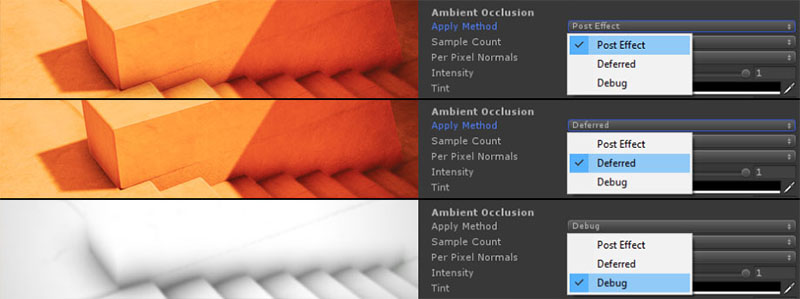 Ambient Occlusion
Apply Method Post Effect
Sample Count Post Effect
Per Pixel Normals Deferred
Intensity Debug 1
Tint
Ambient Occlusion
Apply Method Deferred
Sample Count Post Effect
Per Pixel Normals Deferred
Intensity Debug 1
Tint
Ambient Occlusion
Apply Method Debug
Sample Count Post Effect
Per Pixel Normals Deferred
Intensity Debug 1
Tint